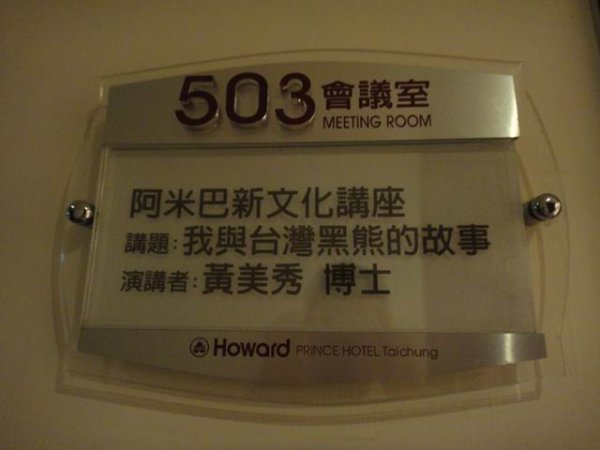 503 會議室
MEETING ROOM
阿米巴新文化講座
講題:我與台灣黑熊的故事
演講者:黃美秀 博士
Howard PRINCE HOTEL Taichung